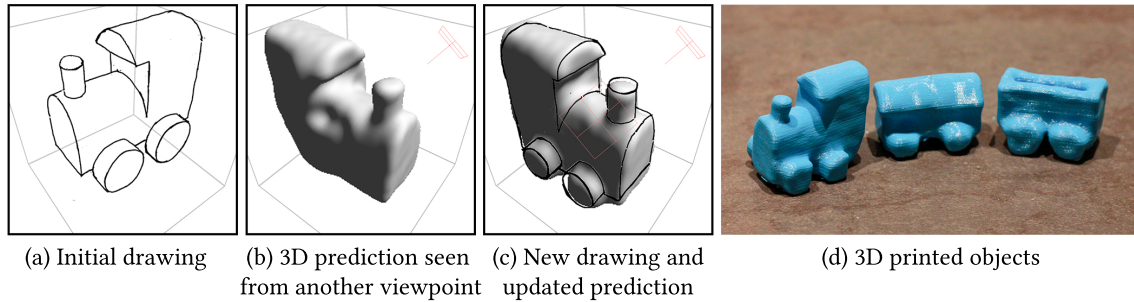 (a) Initial drawing
(b) 3D prediction seen
from another viewpoint
(c) New drawing and
updated prediction
(d) 3D printed objects